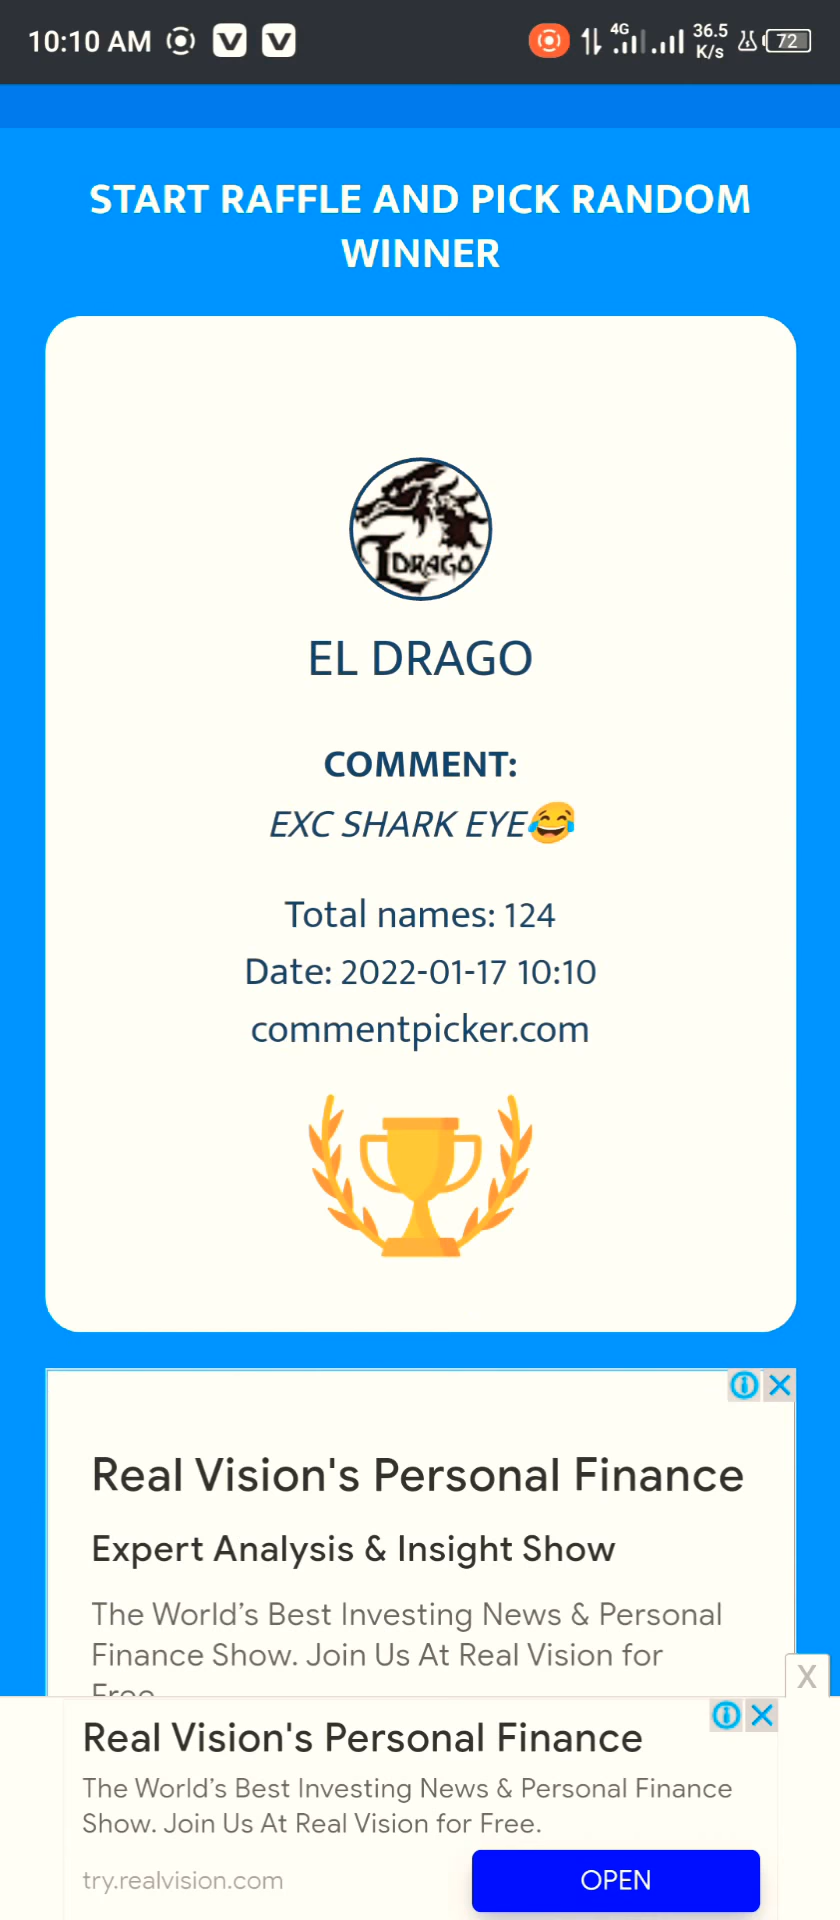 10:10 AM
4G
36.5
K/s
72
START RAFFLE AND PICK RANDOM
WINNER
DRAGO
EL DRAGO
COMMENT:
EXC SHARK EYE😂
Total names: 124
Date: 2022-01-17 10:10
commentpicker.com
Real Vision's Personal Finance
Expert Analysis & Insight Show
The World's Best Investing News & Personal
Finance Show. Join Us At Real Vision for
Free
X
Real Vision's Personal Finance
The World's Best Investing News & Personal Finance
Show. Join Us At Real Vision for Free.
try.realvision.com
OPEN